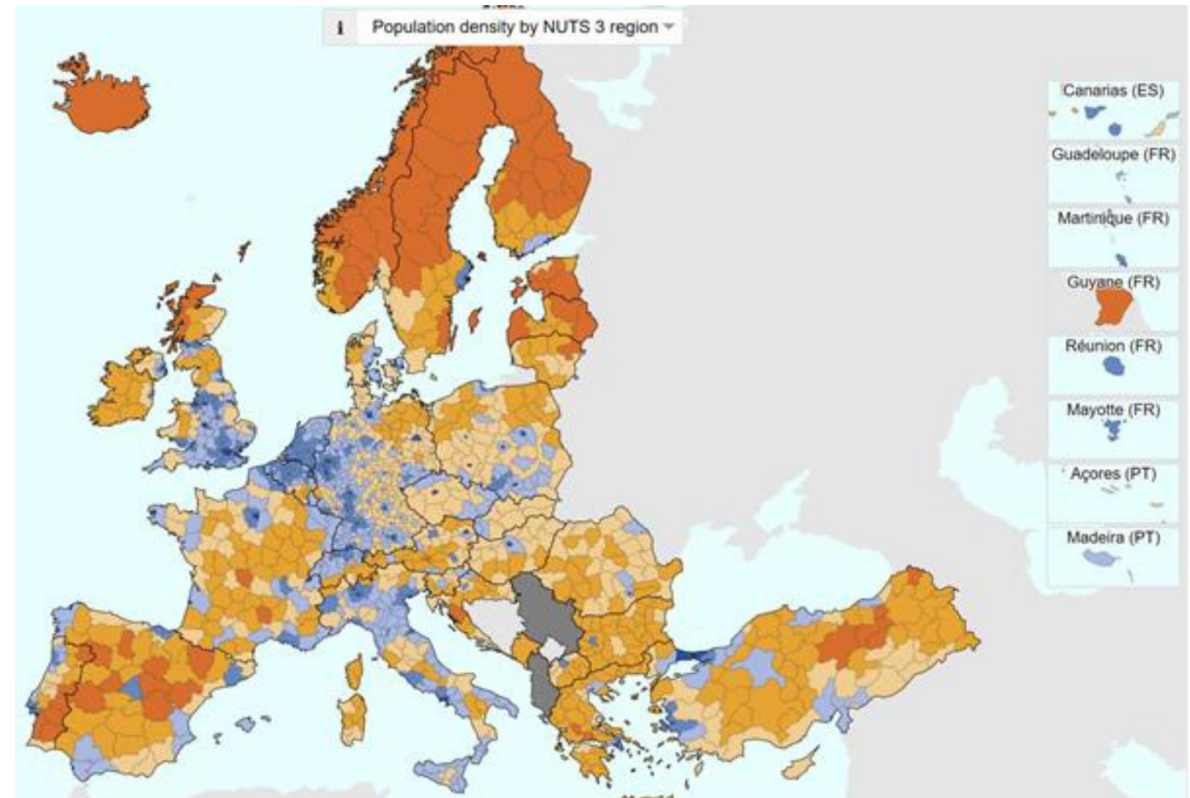 i Population density by NUTS 3 region
Canarias (ES)
Guadeloupe (FR)
Martinique (FR)
Guyane (FR)
Réunion (FR)
Mayotte (FR)
Açores (PT)
Madeira (PT)